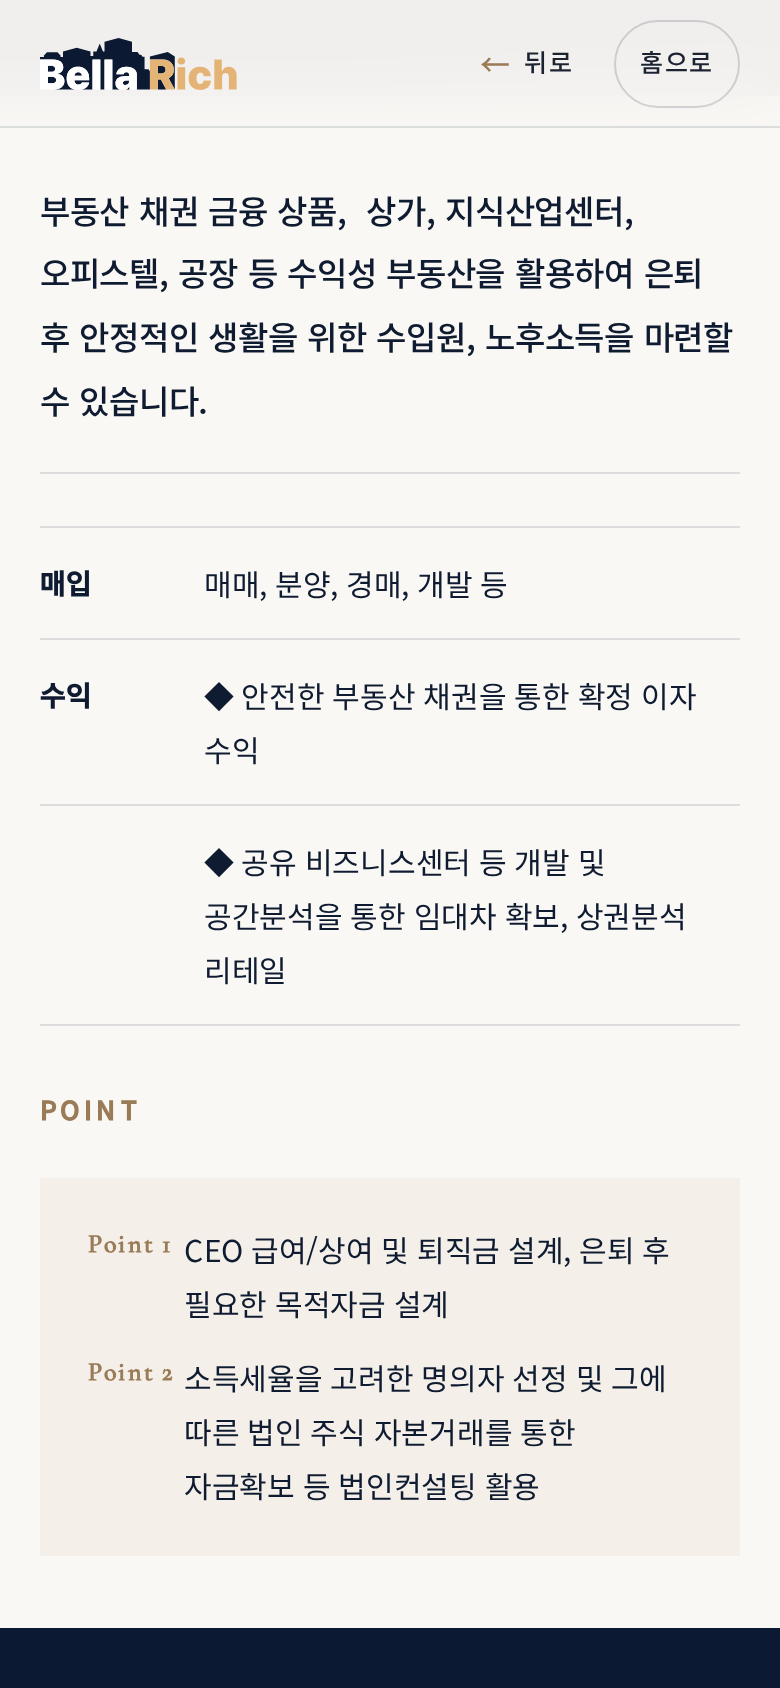 Bella Rich
← 뒤로
홈으로
부동산 채권 금융 상품, 상가, 지식산업센터,
오피스텔, 공장 등 수익성 부동산을 활용하여 은퇴
후 안정적인 생활을 위한 수입원, 노후소득을 마련할
수 있습니다.
매입
매매, 분양, 경매, 개발 등
수익
◆ 안전한 부동산 채권을 통한 확정 이자
수익
◆ 공유 비즈니스센터 등 개발 및
공간분석을 통한 임대차 확보, 상권분석
리테일
POINT
Point 1 CEO 급여/상여 및 퇴직금 설계, 은퇴 후
필요한 목적자금 설계
Point 2 소득세율을 고려한 명의자 선정 및 그에
따른 법인 주식 자본거래를 통한
자금확보 등 법인컨설팅 활용